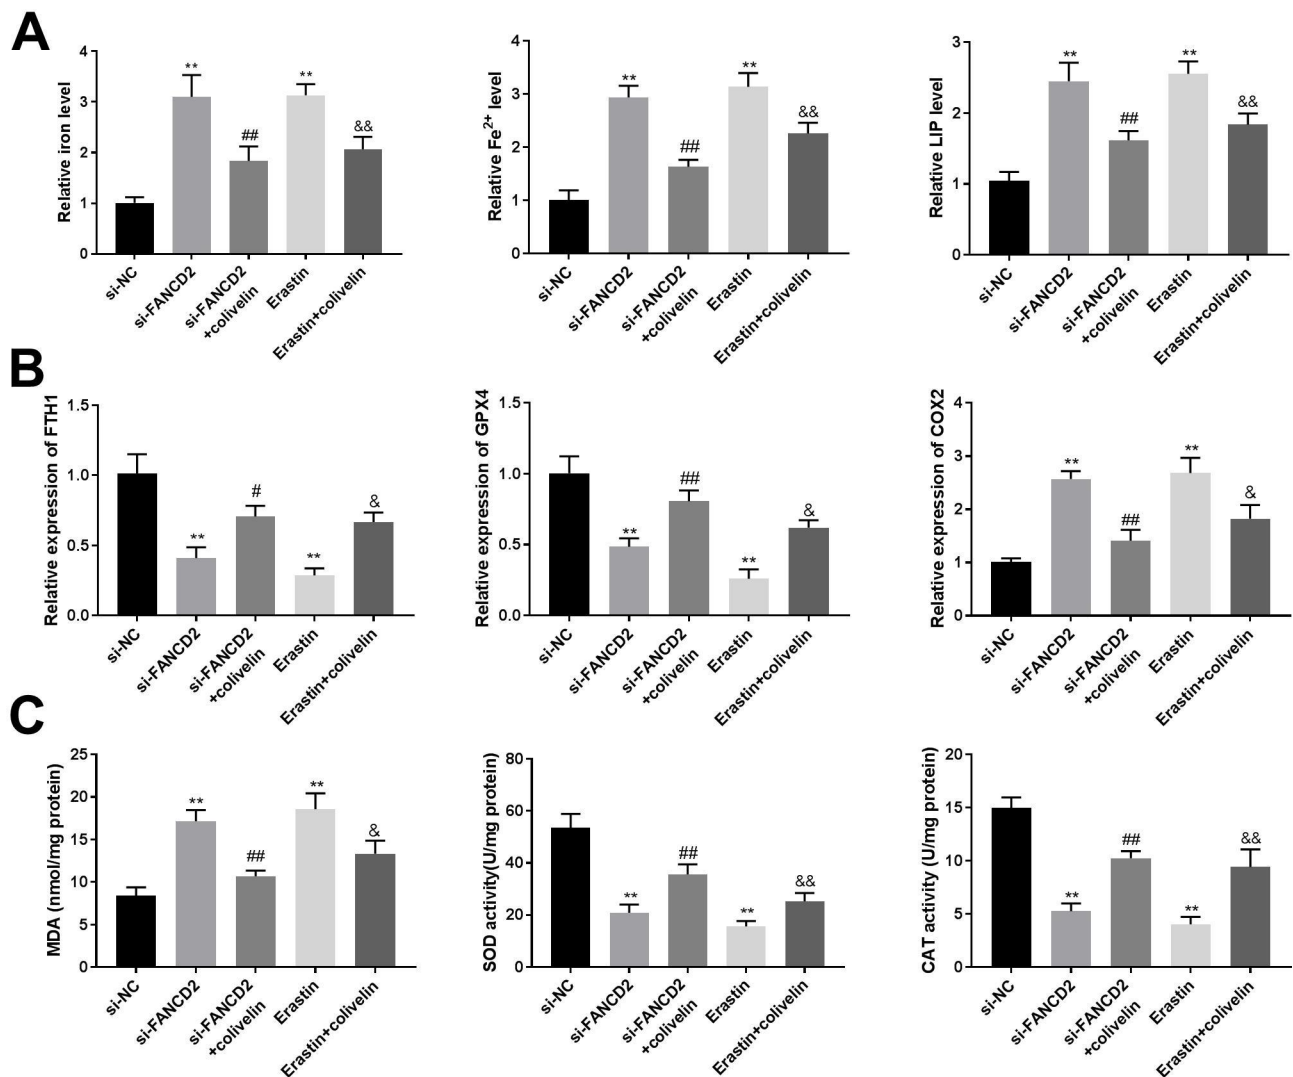 A
Relative iron level
4
3
2
1
0
**
##
**
&&
si-NC
si-FANCD2
si-FANCD2
+colivelin
Erastin
Erastin+colivelin
Relative Fe2+ level
4
3
2
1
0
**
##
**
&&
si-NC
si-FANCD2
si-FANCD2
+colivelin
Erastin
Erastin+colivelin
Relative LIP level
3
2
1
0
**
##
**
&&
si-NC
si-FANCD2
si-FANCD2
+colivelin
Erastin
Erastin+colivelin
B
Relative expression of FTH1
1.5
1.0
0.5
0.0
**
#
**
&
si-NC
si-FANCD2
si-FANCD2
+colivelin
Erastin
Erastin+colivelin
Relative expression of GPX4
1.5
1.0
0.5
0.0
**
##
**
&
si-NC
si-FANCD2
si-FANCD2
+colivelin
Erastin
Erastin+colivelin
Relative expression of COX2
4
3
2
1
0
**
##
**
&
si-NC
si-FANCD2
si-FANCD2
+colivelin
Erastin
Erastin+colivelin
C
MDA (nmol/mg protein)
25
20
15
10
5
0
**
##
**
&
si-NC
si-FANCD2
si-FANCD2
+colivelin
Erastin
Erastin+colivelin
SOD activity(U/mg protein)
80
60
40
20
0
**
##
**
&&
si-NC
si-FANCD2
si-FANCD2
+colivelin
Erastin
Erastin+colivelin
CAT activity (U/mg protein)
20
15
10
5
0
**
##
**
&&
si-NC
si-FANCD2
si-FANCD2
+colivelin
Erastin
Erastin+colivelin